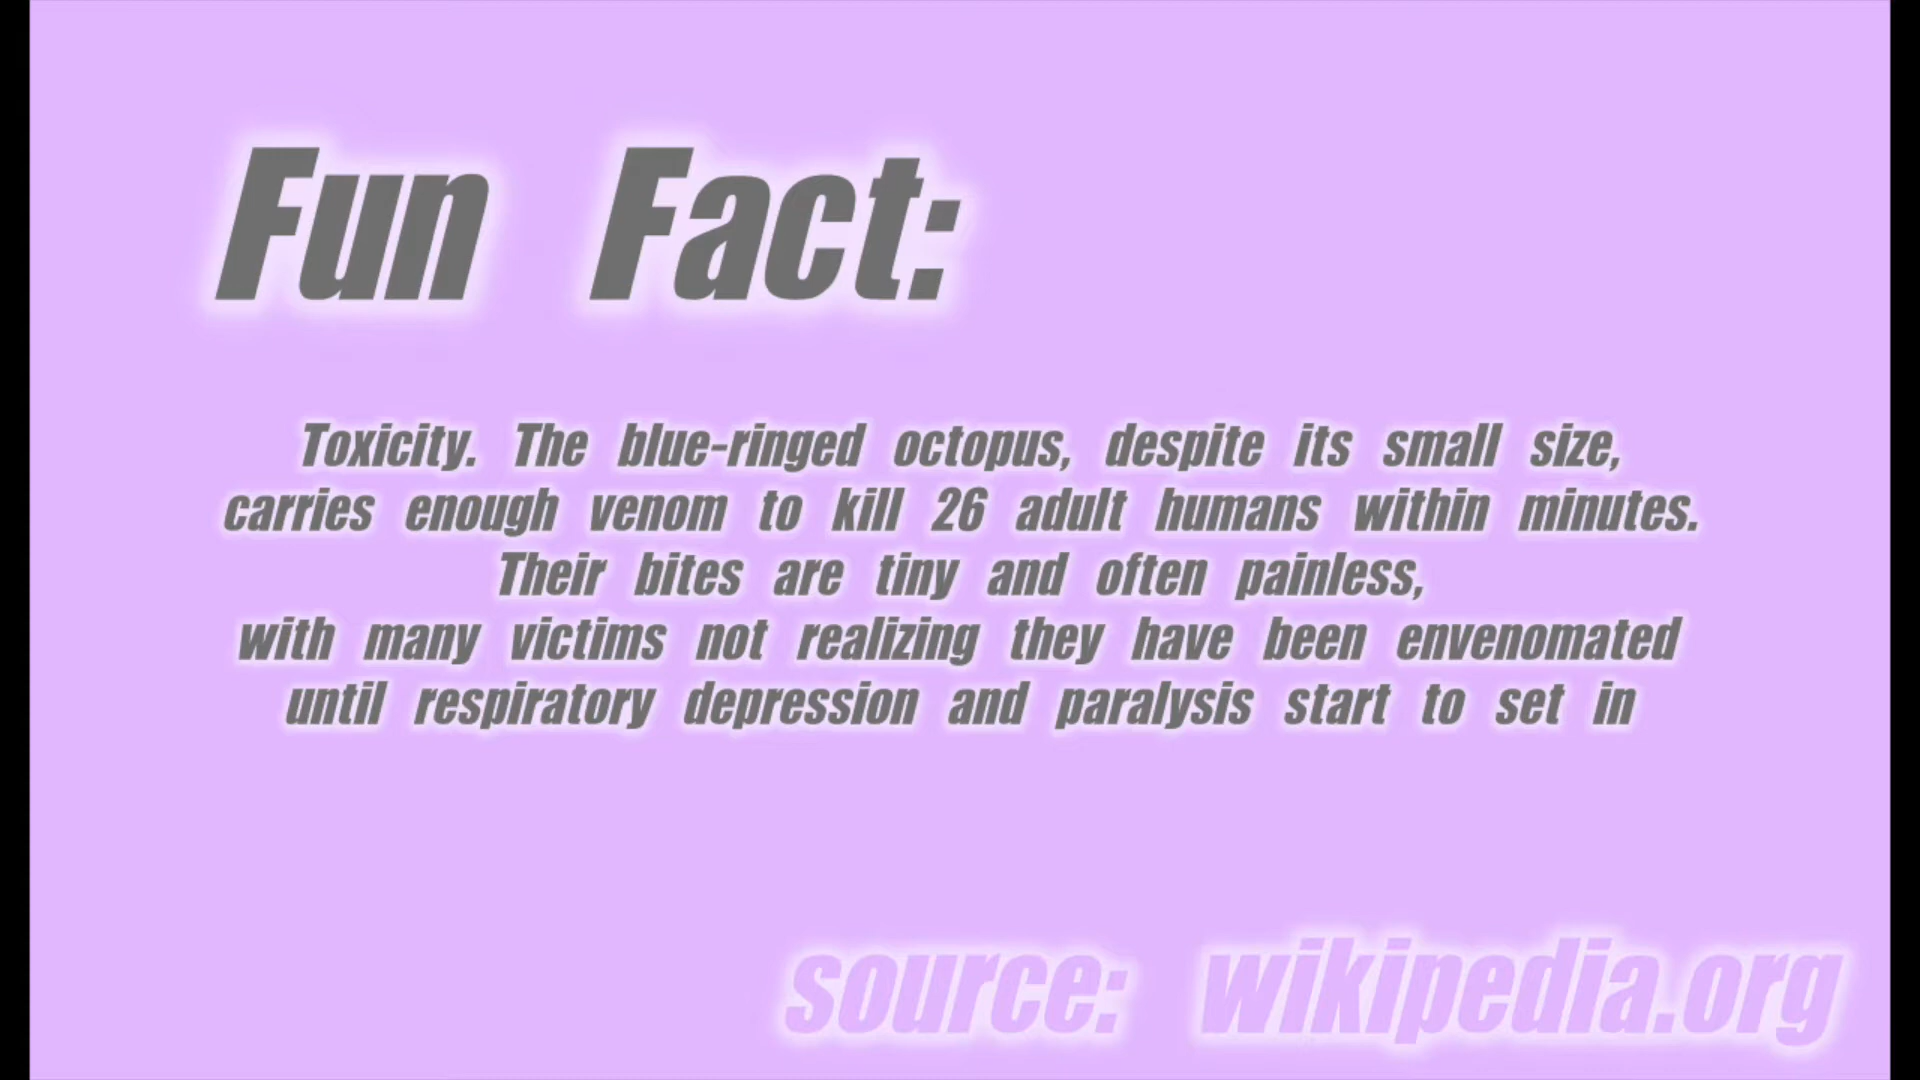 Fun Fact:
Toxicity. The blue-ringed octopus, despite its small size,
carries enough venom to kill 26 adult humans within minutes.
Their bites are tiny and often painless,
with many victims not realizing they have been envenomated
until respiratory depression and paralysis start to set in
source: wikipedia.org